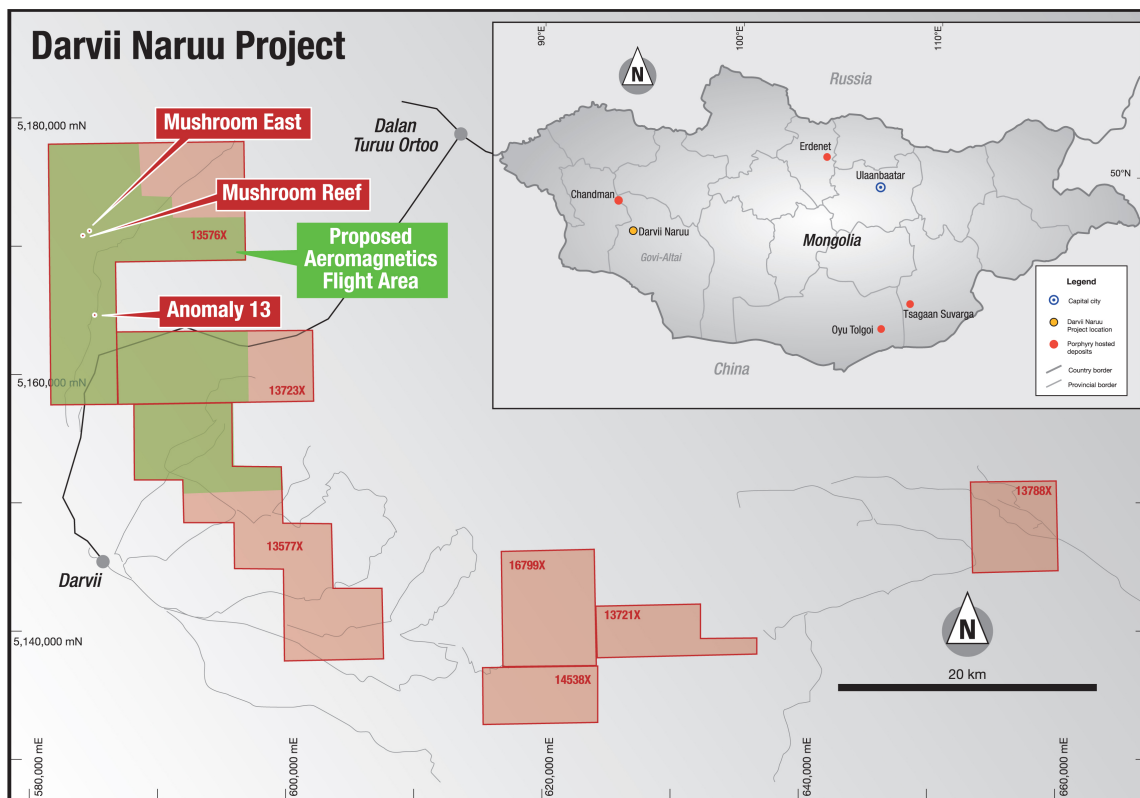 Darvii Naruu Project
5,180,000 mN
Mushroom East
Mushroom Reef
13576X
Proposed
Aeromagnetics
Flight Area
Anomaly 13
Dalan
Turuu Ortoo
5,160,000 mN
13723X
13577X
Darvii
5,140,000 mN
16799X
13721X
14538X
13788X
N
20 km
580,000 mE
600,000 mE
620,000 mE
640,000 mE
660,000 mE
90°E
100°E
110°E
N
Russia
50°N
Erdenet
Ulaanbaatar
Chandman
Darvii Naruu
Govi-Altai
Mongolia
Tsagaan Suvarga
Oyu Tolgoi
China
Legend
Capital city
Darvii Naruu
Project location
Porphyry hosted
deposits
Country border
Provincial border